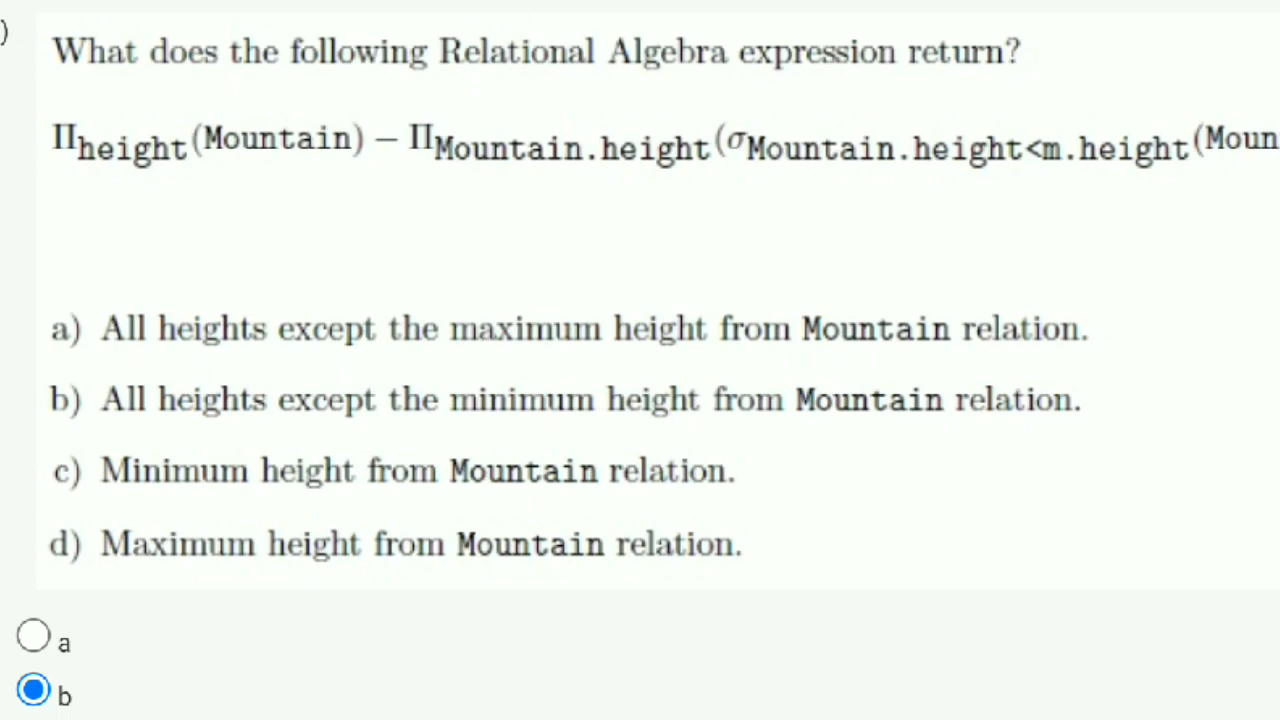 )
What does the following Relational Algebra expression return?
Πheight(Mountain) − ΠMountain.height(σMountain.height<m.height(Moun
a) All heights except the maximum height from Mountain relation.
b) All heights except the minimum height from Mountain relation.
c) Minimum height from Mountain relation.
d) Maximum height from Mountain relation.
a
b